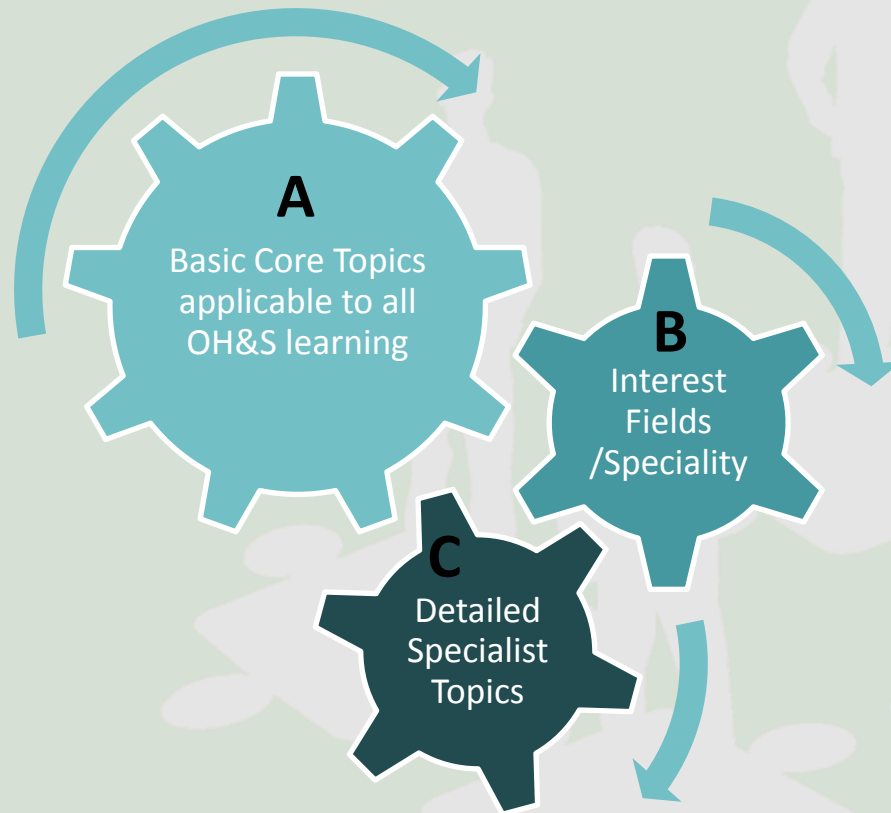 A
Basic Core Topics
applicable to all
OH&S learning
B
Interest
Fields
/Speciality
C
Detailed
Specialist
Topics